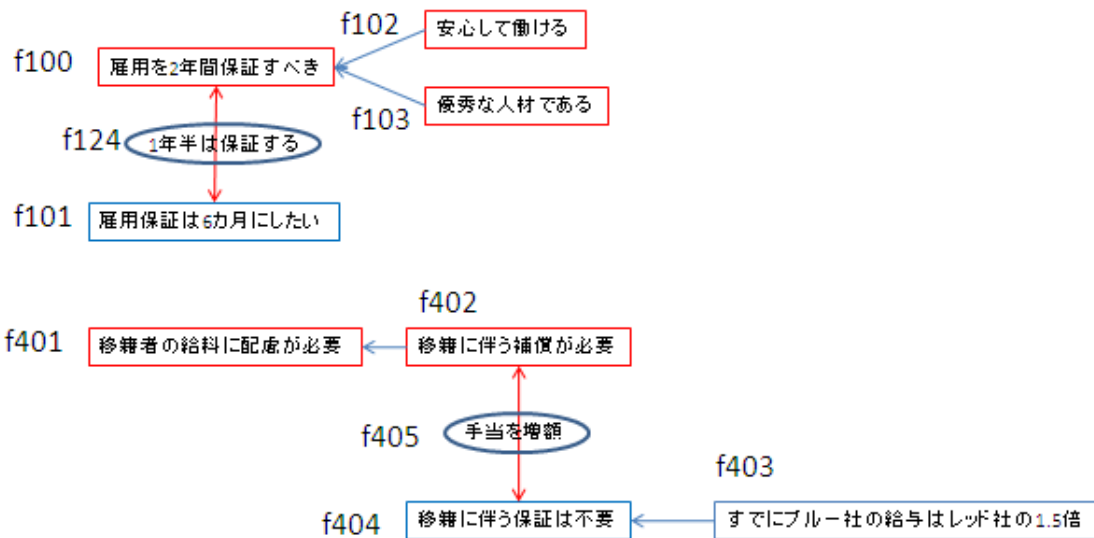 f102 安心して働ける
f100 雇用を2年間保証すべき
f103 優秀な人材である
f124 1年半は保証する
f101 雇用保証は6カ月にしたい
f402
f401 移籍者の給料に配慮が必要 移籍に伴う補償が必要
f405 手当を増額
f403
f404 移籍に伴う保証は不要 すでにブルー社の給与はレッド社の1.5倍